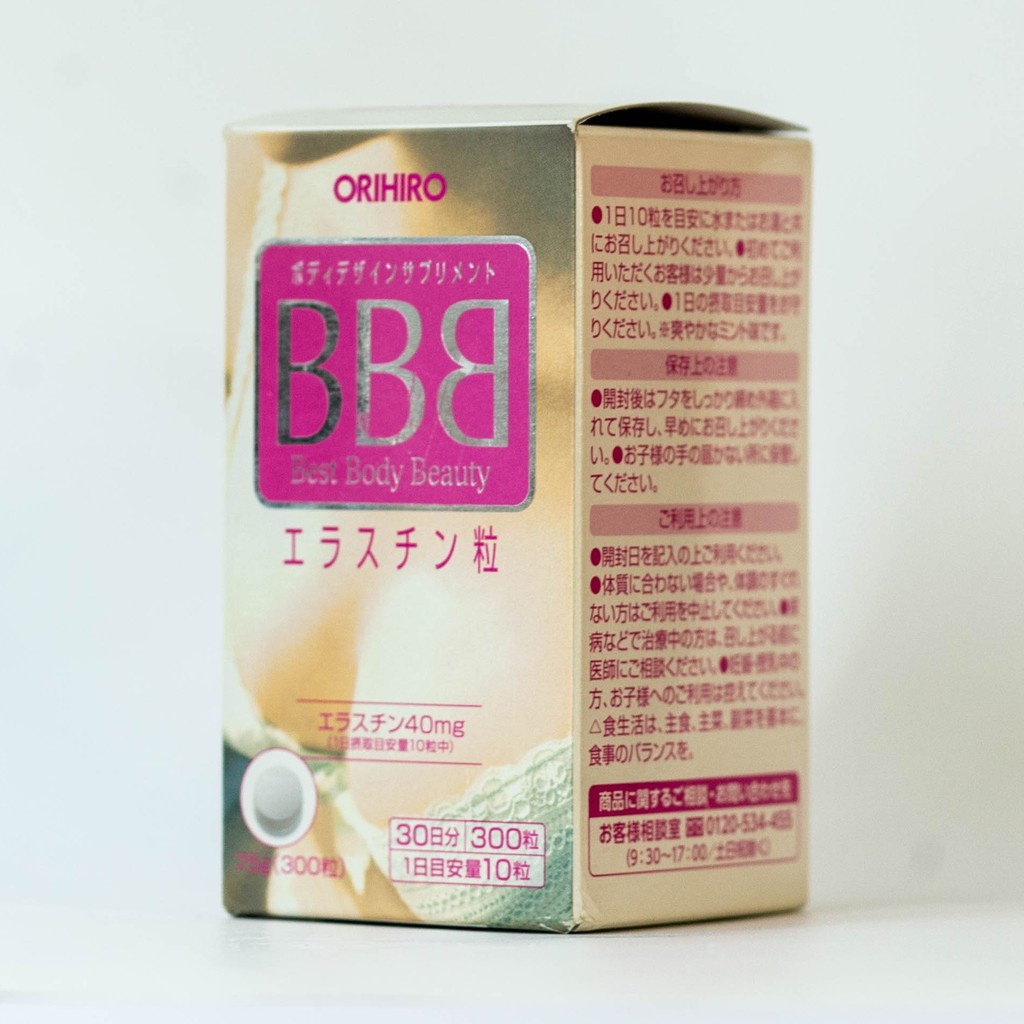 ORIHIRO
ボディデザインサプリメント
BBB
Best Body Beauty
エラスチン粒
エラスチン40mg
(1日摂取目安量10粒中)
75g(300粒)
30日分 300粒
1日目安量10粒
お召し上がり方
●1日10粒を目安に水またはお湯と共
にお召し上がりください。●初めてご利
用いただくお客様は少量からお召し上が
りください。●1日の摂取目安量をお守
りください。※爽やかなミント味です。
保存上の注意
●開封後はフタをしっかり締め外箱に入
れて保存し、早めにお召し上がりくださ
い。●お子様の手の届かない所に保管し
てください。
ご利用上の注意
●開封日を記入の上ご利用ください。
●体質に合わない場合や、体調のすぐれ
ない方はご利用を中止してください。●疾
病などで治療中の方は、召し上がる前に
医師にご相談ください。●妊娠・授乳中の
方、お子様へのご利用は控えてください。
△食生活は、主食、主菜、副菜を基本に、
食事のバランスを。
商品に関するご相談・お問い合わせ先
お客様相談室 0120-534-455
(9:30~17:00/土日祝除く)